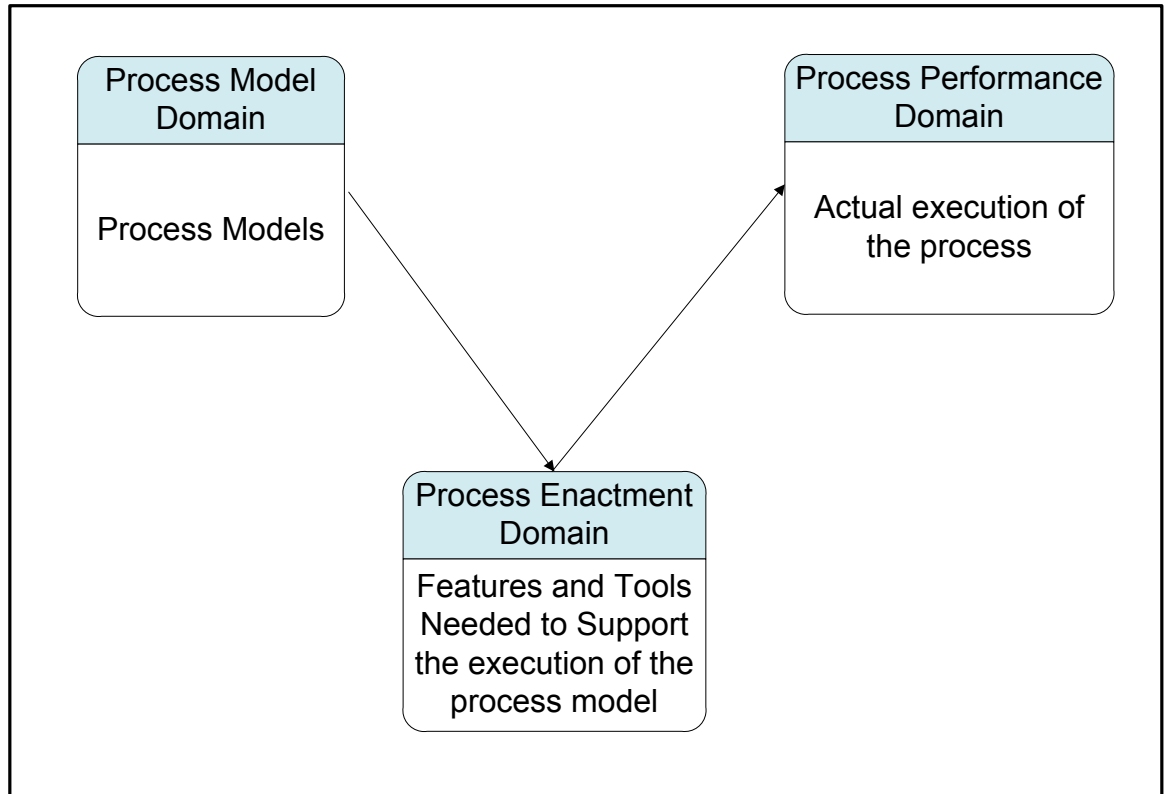 Process Model
Domain
Process Models
Process Performance
Domain
Actual execution of
the process
Process Enactment
Domain
Features and Tools
Needed to Support
the execution of the
process model